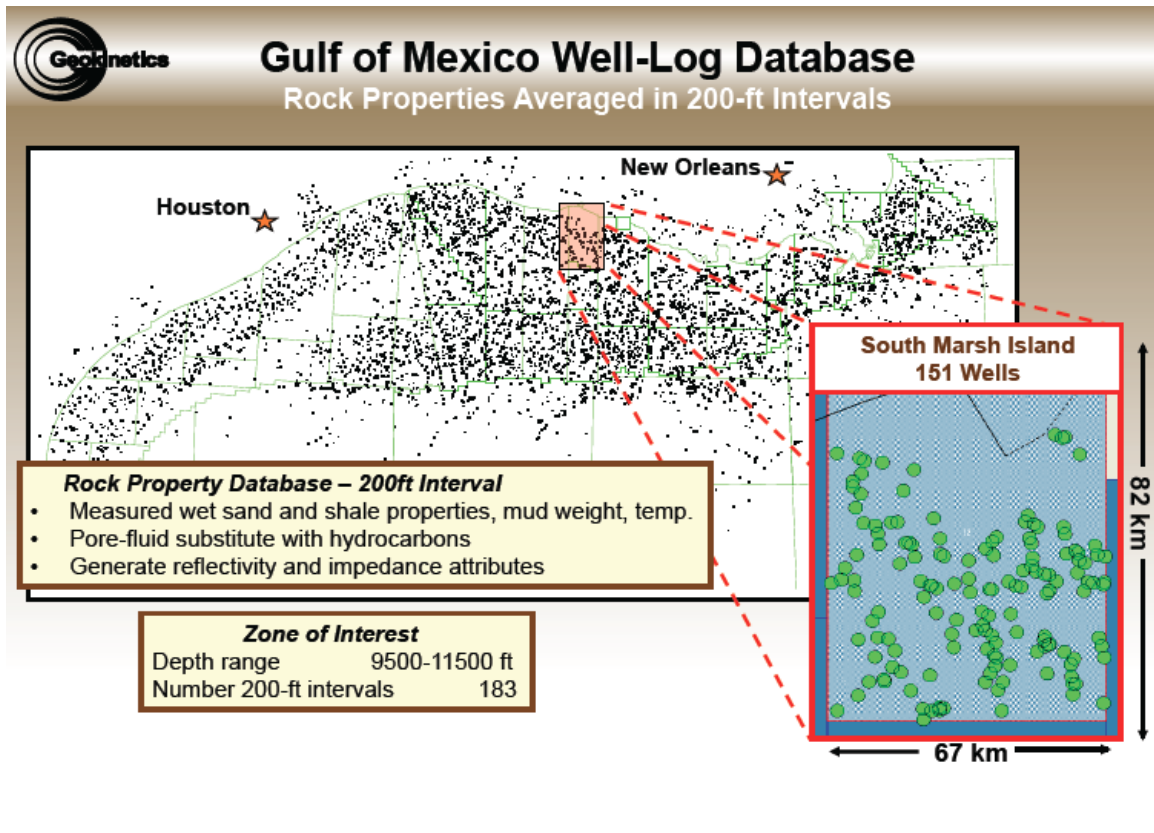 Geokinetics
Gulf of Mexico Well-Log Database
Rock Properties Averaged in 200-ft Intervals
New Orleans
Houston
South Marsh Island
151 Wells
Rock Property Database – 200ft Interval
• Measured wet sand and shale properties, mud weight, temp.
• Pore-fluid substitute with hydrocarbons
• Generate reflectivity and impedance attributes
82 km
Zone of Interest
Depth range 9500-11500 ft
Number 200-ft intervals 183
67 km